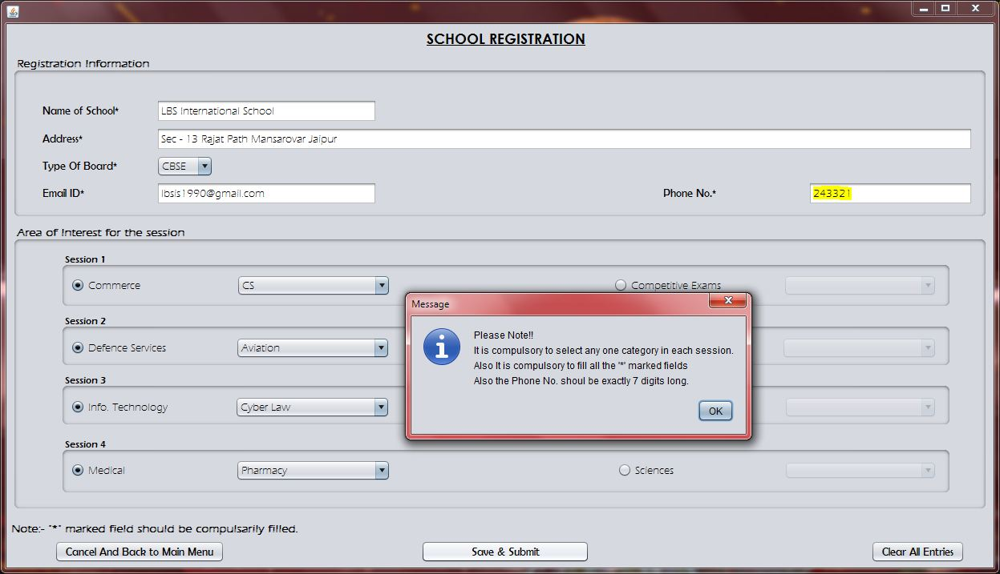 SCHOOL REGISTRATION
Registration Information
Name of School* LBS International School
Address* Sec - 13 Rajat Path Mansarovar Jaipur
Type Of Board* CBSE
Email ID* lbsis1990@gmail.com Phone No.* 243321
Area of Interest for the session
Session 1
Commerce CS Competitive Exams
Session 2
Defence Services Aviation
Session 3
Info. Technology Cyber Law
Session 4
Medical Pharmacy Sciences
Message
Please Note!!
It is compulsory to select any one category in each session.
Also It is compulsory to fill all the '*' marked fields
Also the Phone No. shoul be exactly 7 digits long.
OK
Note:- '*' marked field should be compulsarily filled.
Cancel And Back to Main Menu Save & Submit Clear All Entries